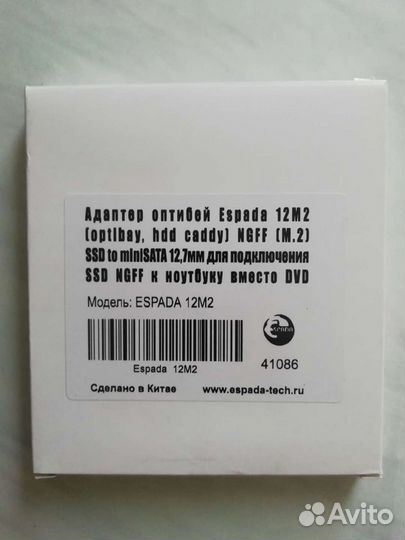 Адаптер оптибей Espada 12M2
(optibay, hdd caddy) NGFF (M.2)
SSD to miniSATA 12,7мм для подключения
SSD NGFF к ноутбуку вместо DVD
Модель: ESPADA 12M2
ESPADA
Espada 12M2
41086
Сделано в Китае www.espada-tech.ru
Avito